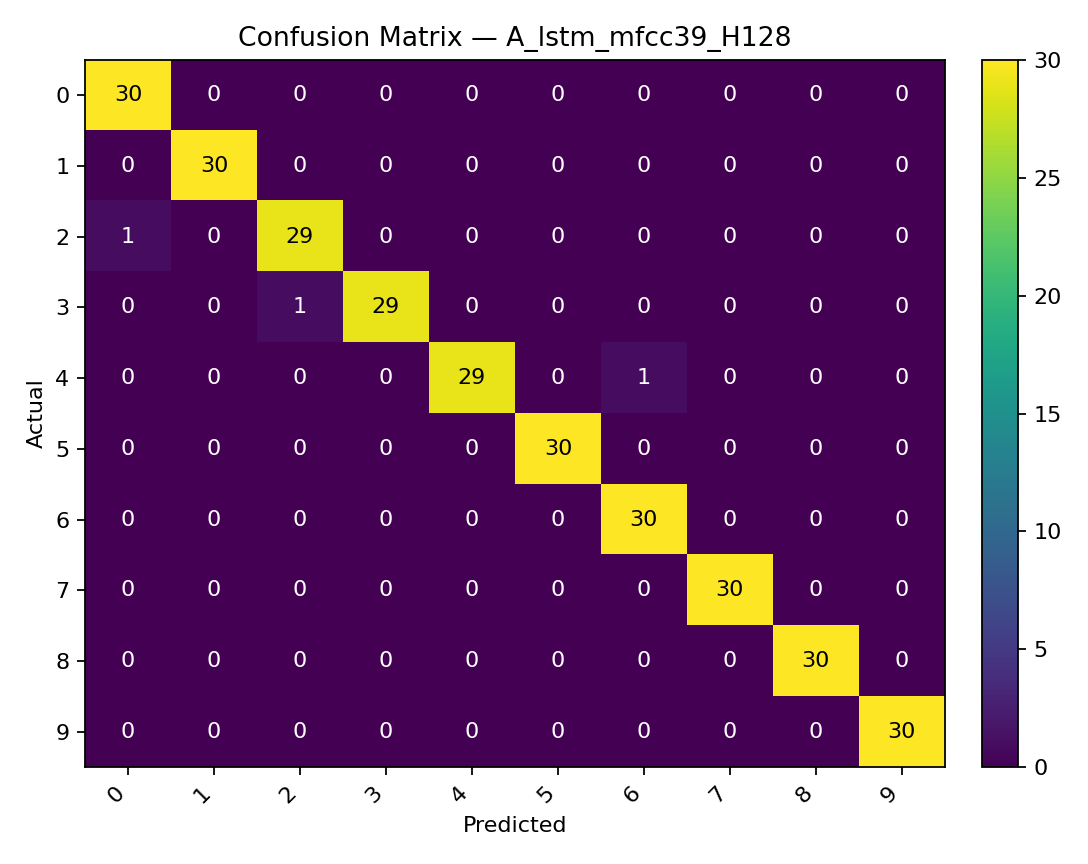 Confusion Matrix — A_lstm_mfcc39_H128
0 30 0 0 0 0 0 0 0 0 0
1 0 30 0 0 0 0 0 0 0 0
2 1 0 29 0 0 0 0 0 0 0
3 0 0 1 29 0 0 0 0 0 0
4 0 0 0 0 29 0 1 0 0 0
5 0 0 0 0 0 30 0 0 0 0
6 0 0 0 0 0 0 30 0 0 0
7 0 0 0 0 0 0 0 30 0 0
8 0 0 0 0 0 0 0 0 30 0
9 0 0 0 0 0 0 0 0 0 30
Actual
0 1 2 3 4 5 6 7 8 9
Predicted
30
25
20
15
10
5
0